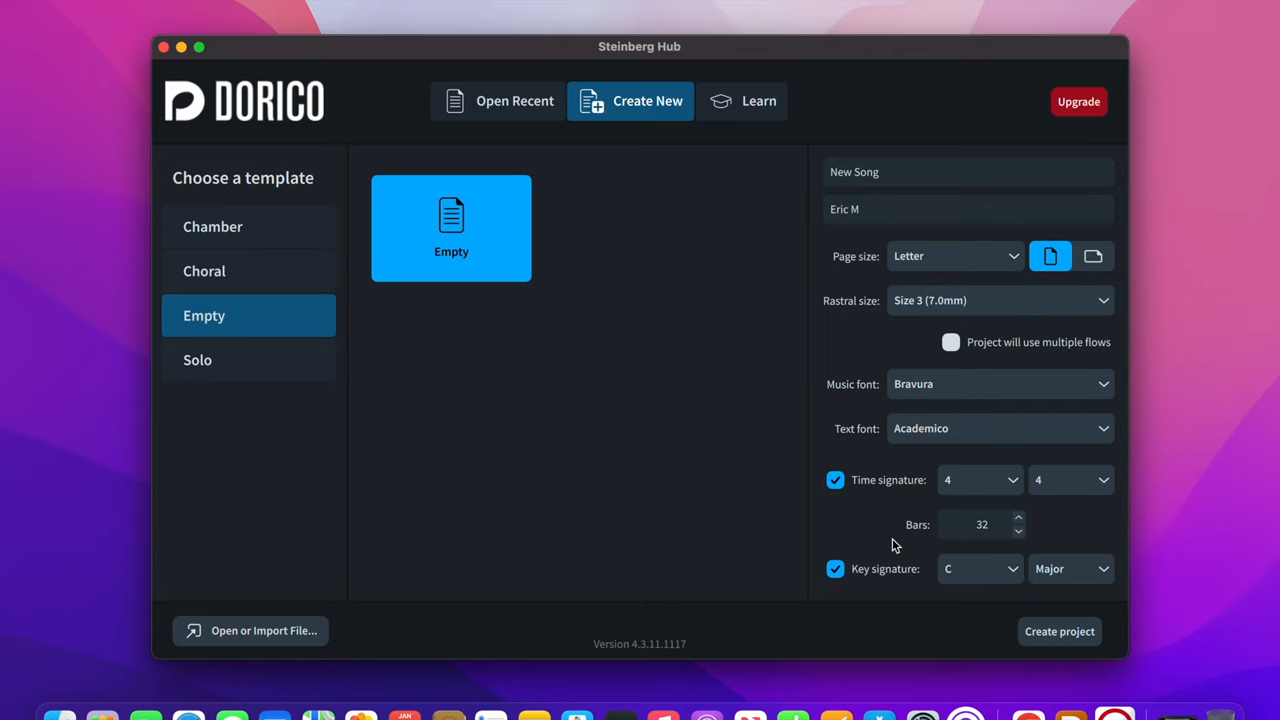 Steinberg Hub
DORICO
Open Recent
Create New
Learn
Upgrade
Choose a template
Chamber
Choral
Empty
Solo
Empty
New Song
Eric M
Page size: Letter
Rastral size: Size 3 (7.0mm)
Project will use multiple flows
Music font: Bravura
Text font: Academico
Time signature: 4 4
Bars: 32
Key signature: C Major
Open or Import File...
Version 4.3.11.1117
Create project
JAN